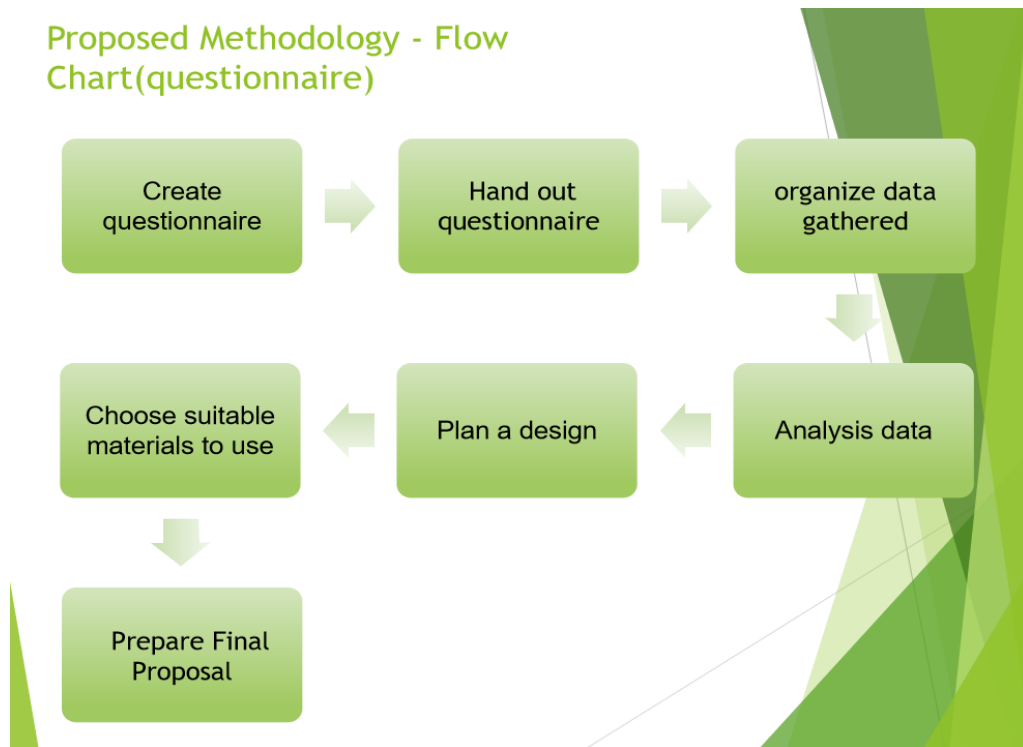 Proposed Methodology - Flow
Chart(questionnaire)
Create
questionnaire
Hand out
questionnaire
organize data
gathered
Analysis data
Plan a design
Choose suitable
materials to use
Prepare Final
Proposal